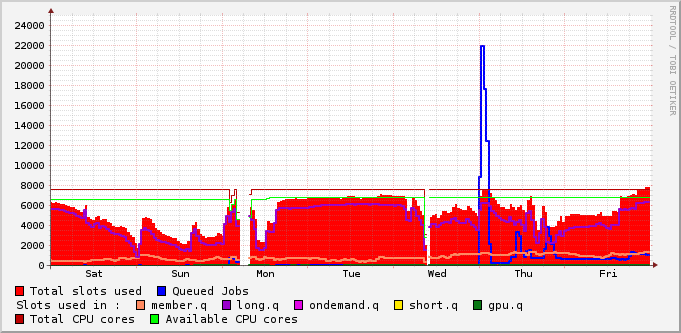 RRDTOOL / TOBI OETIKER
24000
22000
20000
18000
16000
14000
12000
10000
8000
6000
4000
2000
0
Sat Sun Mon Tue Wed Thu Fri
Total slots used Queued Jobs
Slots used in : member.q long.q ondemand.q short.q gpu.q
Total CPU cores Available CPU cores